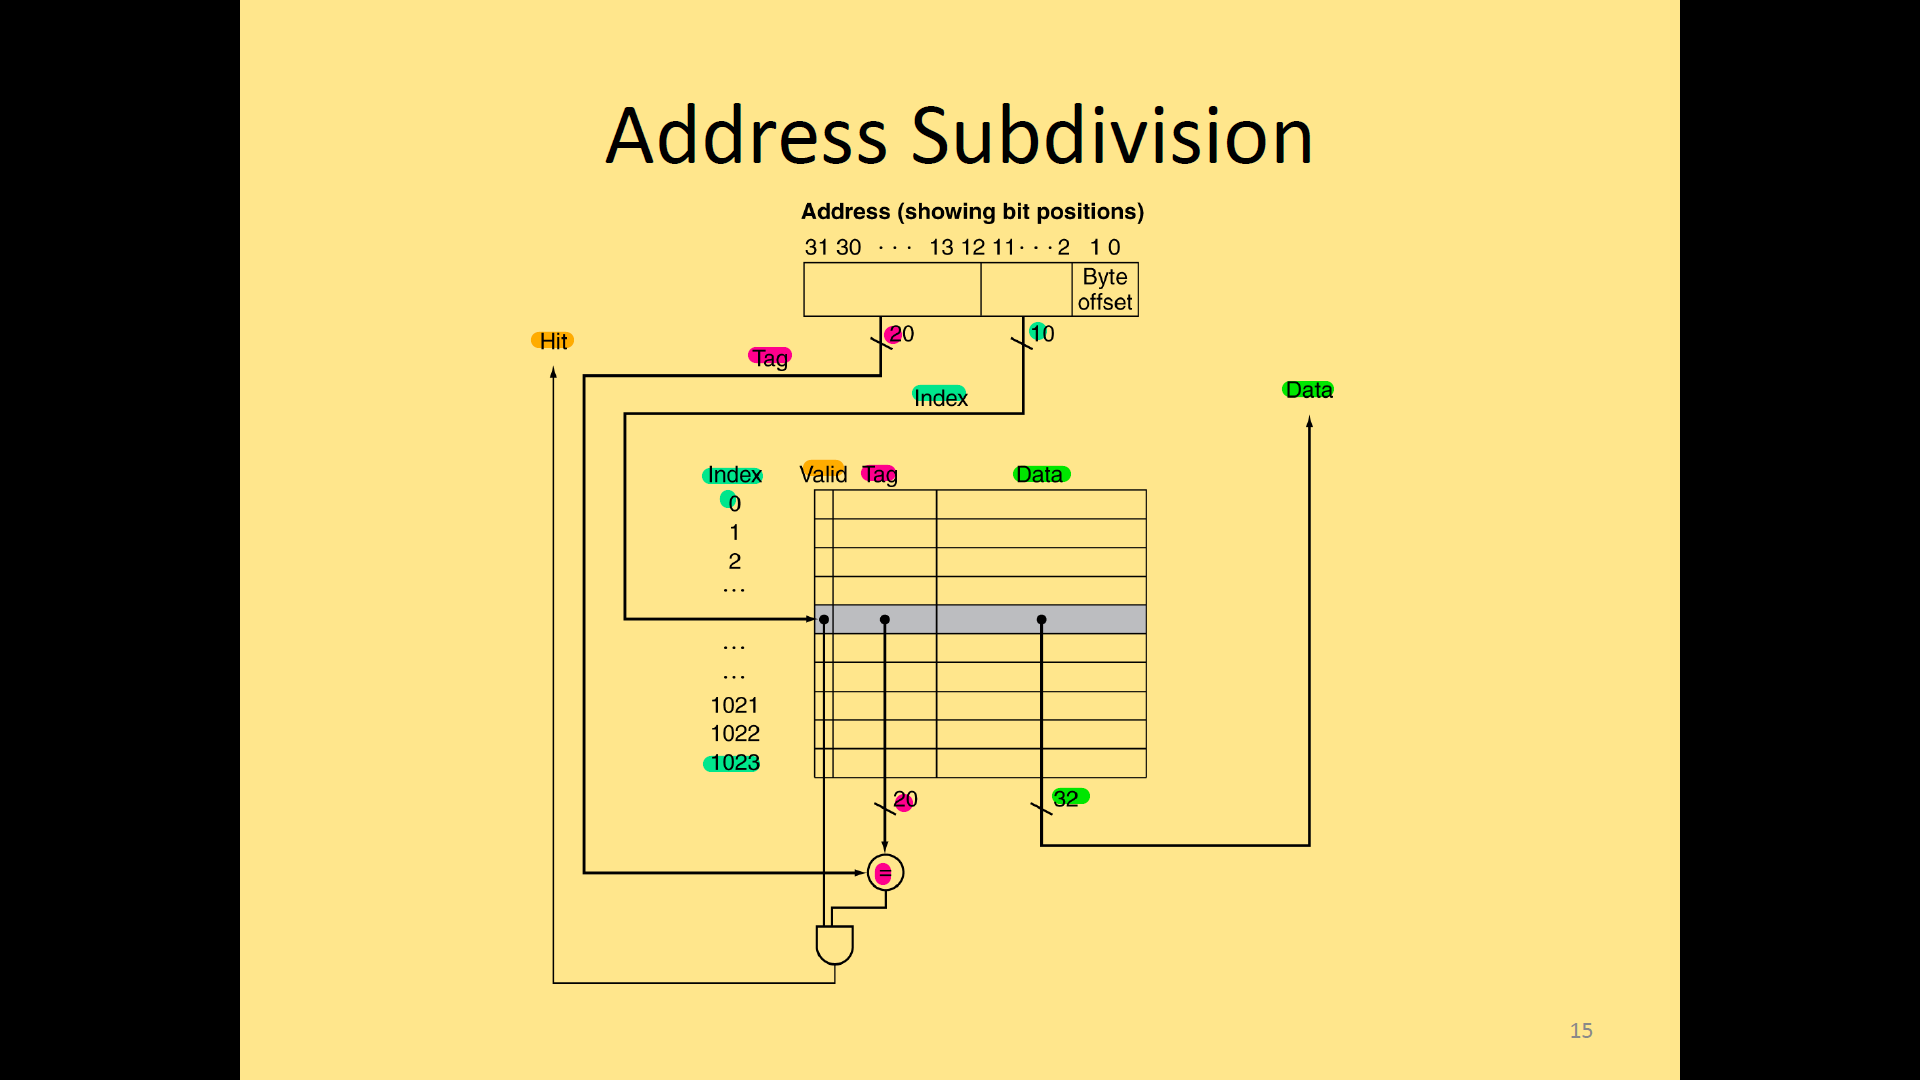 Address Subdivision
Address (showing bit positions)
31 30 · · · 13 12 11 · · · 2 1 0
Byte
offset
20
10
Hit
Tag
Index
Data
Index Valid Tag Data
0
1
2
...
...
...
1021
1022
1023
20
32
=
15